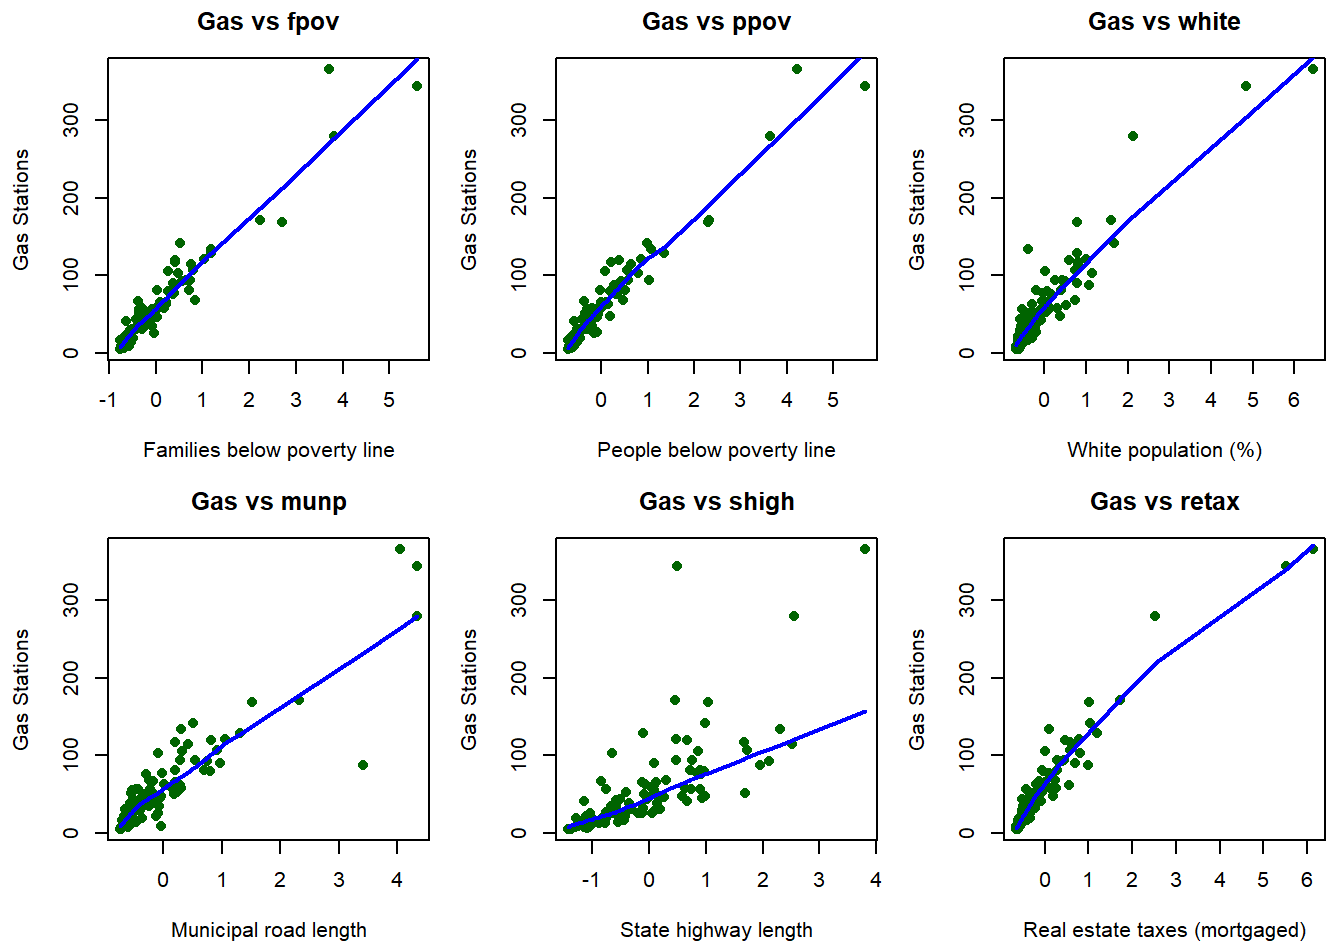 Gas vs fpov
Gas Stations
0 100 200 300
-1 0 1 2 3 4 5
Families below poverty line
Gas vs ppov
Gas Stations
0 100 200 300
0 1 2 3 4 5
People below poverty line
Gas vs white
Gas Stations
0 100 200 300
0 1 2 3 4 5 6
White population (%)
Gas vs munp
Gas Stations
0 100 200 300
0 1 2 3 4
Municipal road length
Gas vs shigh
Gas Stations
0 100 200 300
-1 0 1 2 3 4
State highway length
Gas vs retax
Gas Stations
0 100 200 300
0 1 2 3 4 5 6
Real estate taxes (mortgaged)